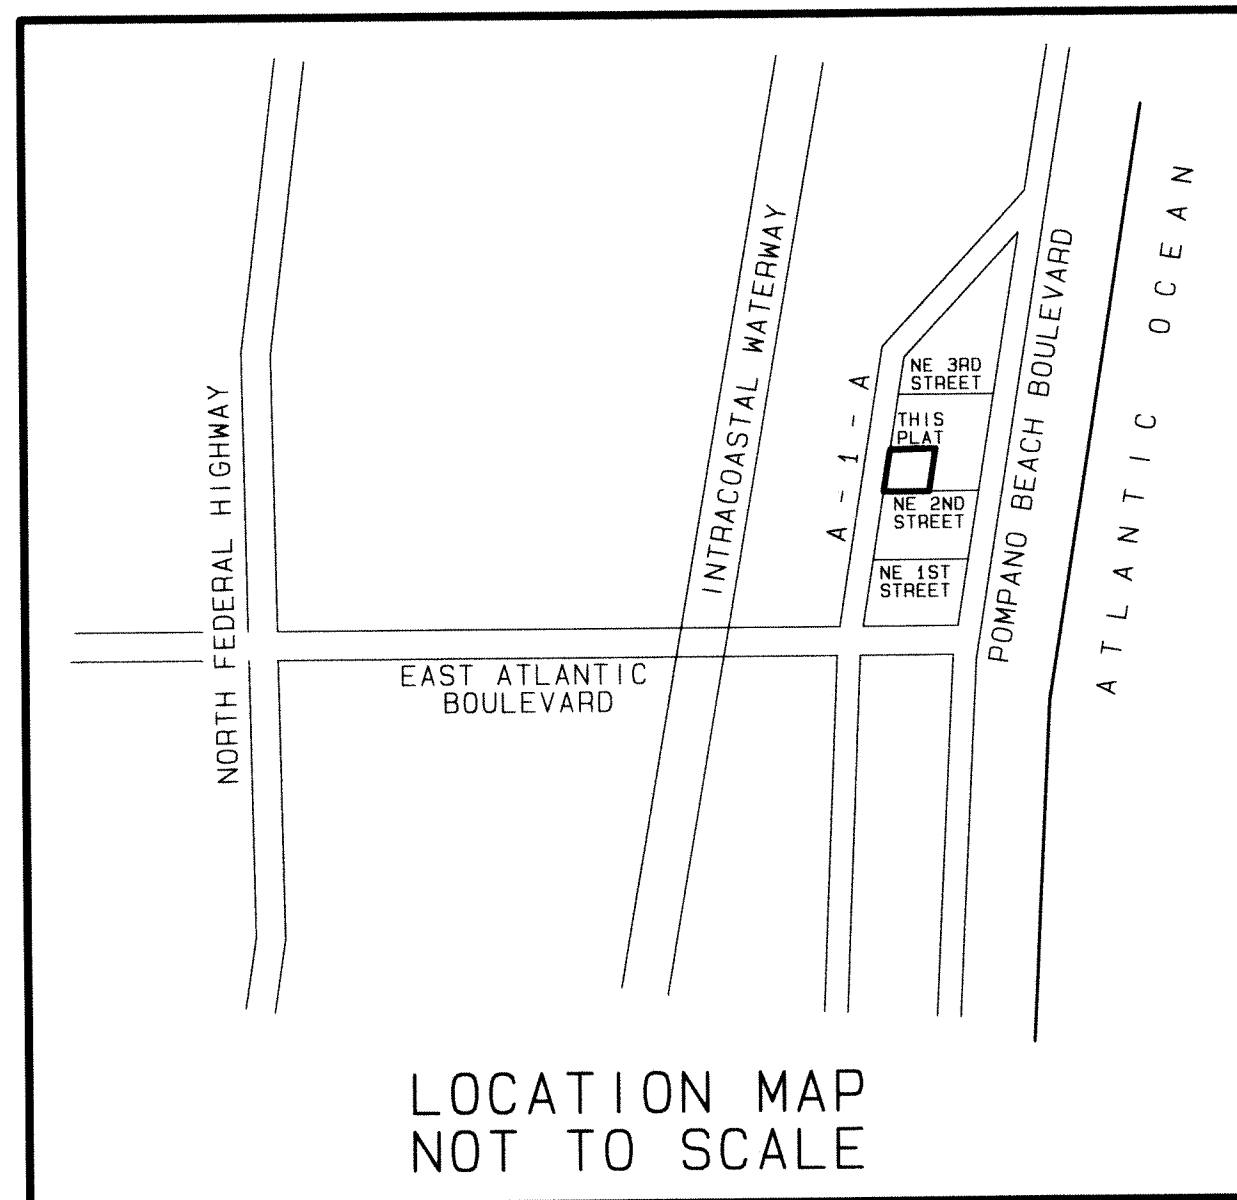 NORTH FEDERAL HIGHWAY
INTRACOASTAL WATERWAY
A-1-A
NE 3RD
STREET
THIS
PLAT
NE 2ND
STREET
NE 1ST
STREET
POMPANO BEACH BOULEVARD
ATLANTIC OCEAN
EAST ATLANTIC
BOULEVARD
LOCATION MAP
NOT TO SCALE